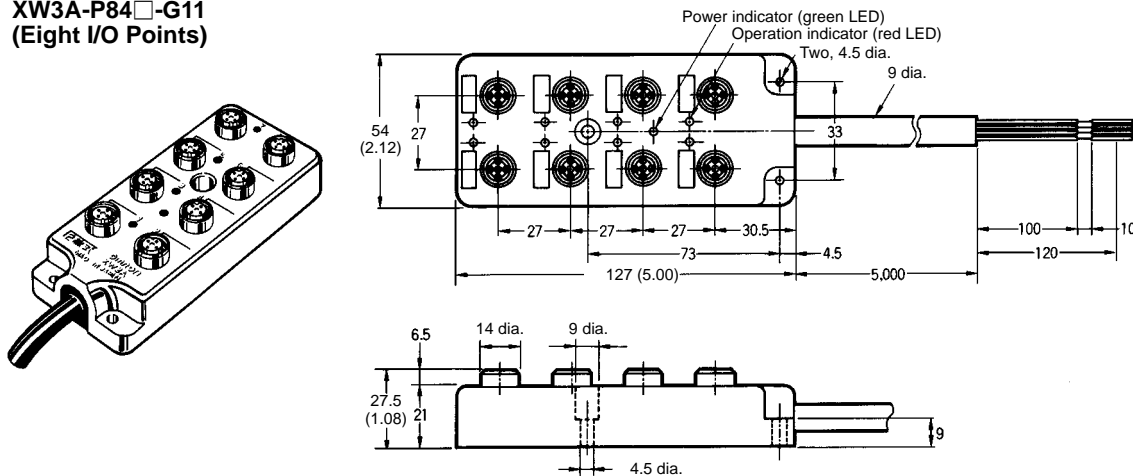 XW3A-P84□-G11
(Eight I/O Points)
Power indicator (green LED)
Operation indicator (red LED)
Two, 4.5 dia.
9 dia.
54
(2.12)
27
33
27
27
27
30.5
73
4.5
127 (5.00)
5,000
100
10
120
6.5
14 dia.
9 dia.
27.5
(1.08)
21
9
4.5 dia.